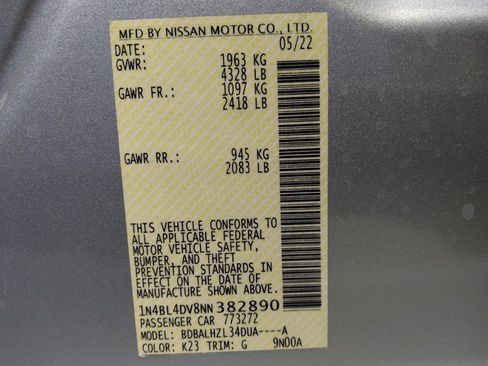 MFD BY NISSAN MOTOR CO., LTD.
DATE: 05/22
GVWR: 1963 KG
4328 LB
GAWR FR.: 1097 KG
2418 LB
GAWR RR.: 945 KG
2083 LB
THIS VEHICLE CONFORMS TO
ALL APPLICABLE FEDERAL
MOTOR VEHICLE SAFETY,
BUMPER, AND THEFT
PREVENTION STANDARDS IN
EFFECT ON THE DATE OF
MANUFACTURE SHOWN ABOVE.
1N4BL4DV8NN382890
PASSENGER CAR 773272
MODEL: BDBALHZL34DUA----A
COLOR: K23 TRIM: G 9N00A